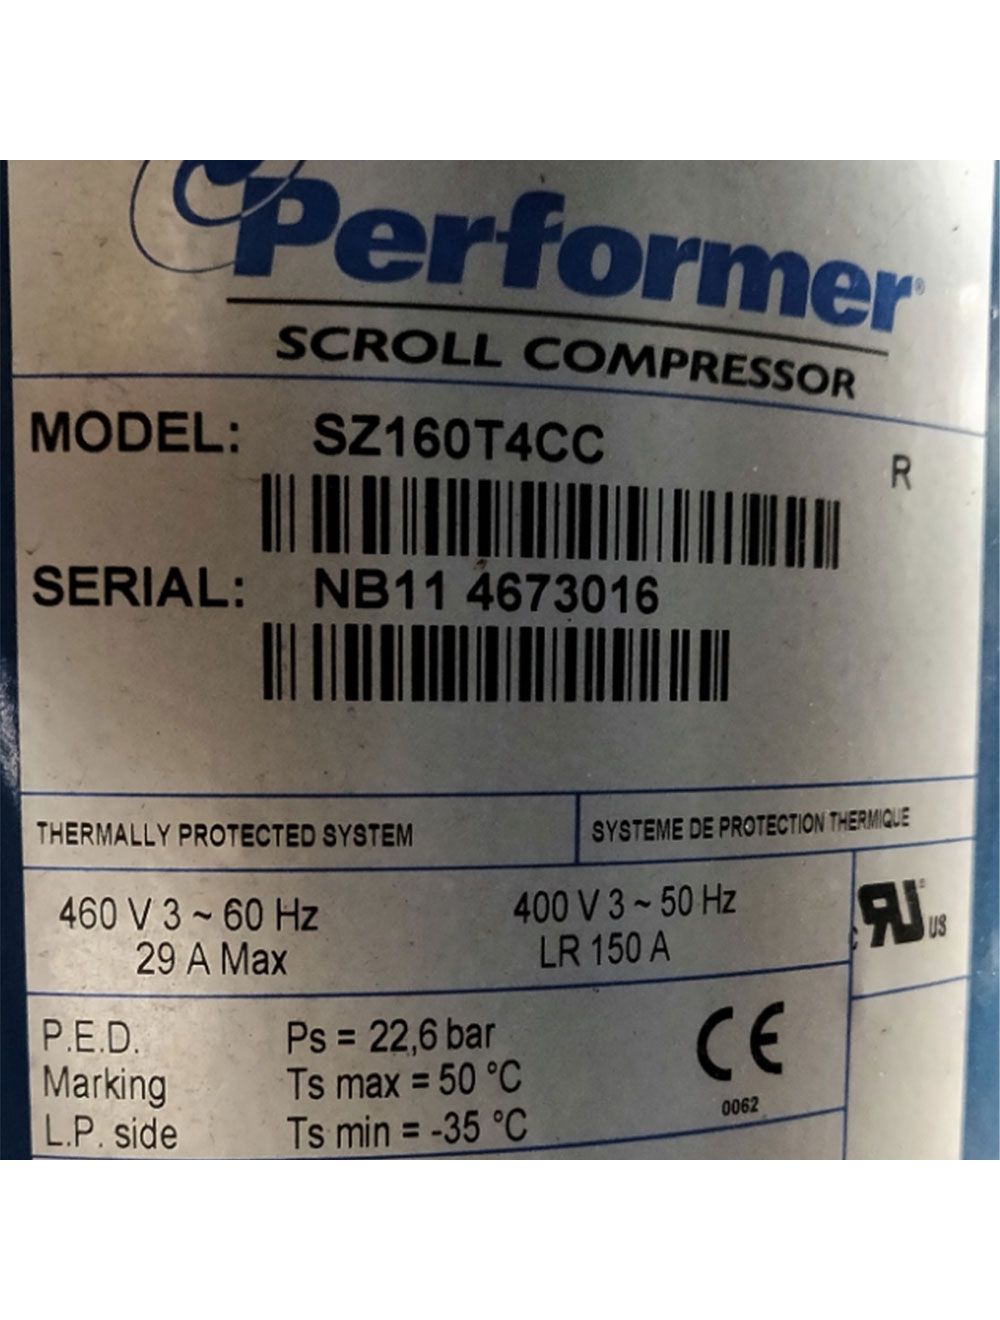 Performer®
SCROLL COMPRESSOR
MODEL: SZ160T4CC
R
SERIAL: NB11 4673016
THERMALLY PROTECTED SYSTEM SYSTEME DE PROTECTION THERMIQUE
460 V 3 ~ 60 Hz 400 V 3 ~ 50 Hz
29 A Max LR 150 A
c RU US
P.E.D. Ps = 22,6 bar
Marking Ts max = 50 °C
L.P. side Ts min = -35 °C
CE
0062